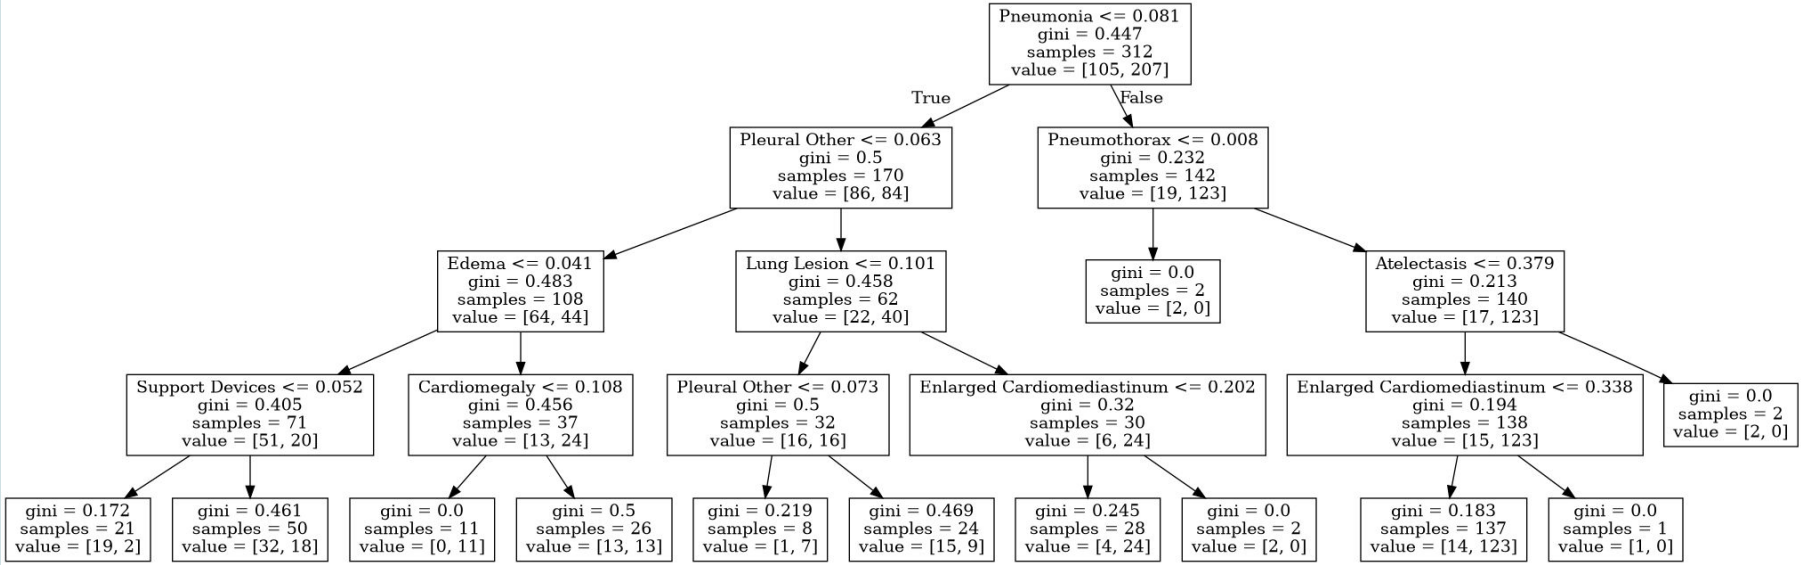 Pneumonia <= 0.081
gini = 0.447
samples = 312
value = [105, 207]
True
False
Pleural Other <= 0.063
gini = 0.5
samples = 170
value = [86, 84]
Pneumothorax <= 0.008
gini = 0.232
samples = 142
value = [19, 123]
Edema <= 0.041
gini = 0.483
samples = 108
value = [64, 44]
Lung Lesion <= 0.101
gini = 0.458
samples = 62
value = [22, 40]
gini = 0.0
samples = 2
value = [2, 0]
Atelectasis <= 0.379
gini = 0.213
samples = 140
value = [17, 123]
Support Devices <= 0.052
gini = 0.405
samples = 71
value = [51, 20]
Cardiomegaly <= 0.108
gini = 0.456
samples = 37
value = [13, 24]
Pleural Other <= 0.073
gini = 0.5
samples = 32
value = [16, 16]
Enlarged Cardiomediastinum <= 0.202
gini = 0.32
samples = 30
value = [6, 24]
Enlarged Cardiomediastinum <= 0.338
gini = 0.194
samples = 138
value = [15, 123]
gini = 0.0
samples = 2
value = [2, 0]
gini = 0.172
samples = 21
value = [19, 2]
gini = 0.461
samples = 50
value = [32, 18]
gini = 0.0
samples = 11
value = [0, 11]
gini = 0.5
samples = 26
value = [13, 13]
gini = 0.219
samples = 8
value = [1, 7]
gini = 0.469
samples = 24
value = [15, 9]
gini = 0.245
samples = 28
value = [4, 24]
gini = 0.0
samples = 2
value = [2, 0]
gini = 0.183
samples = 137
value = [14, 123]
gini = 0.0
samples = 1
value = [1, 0]